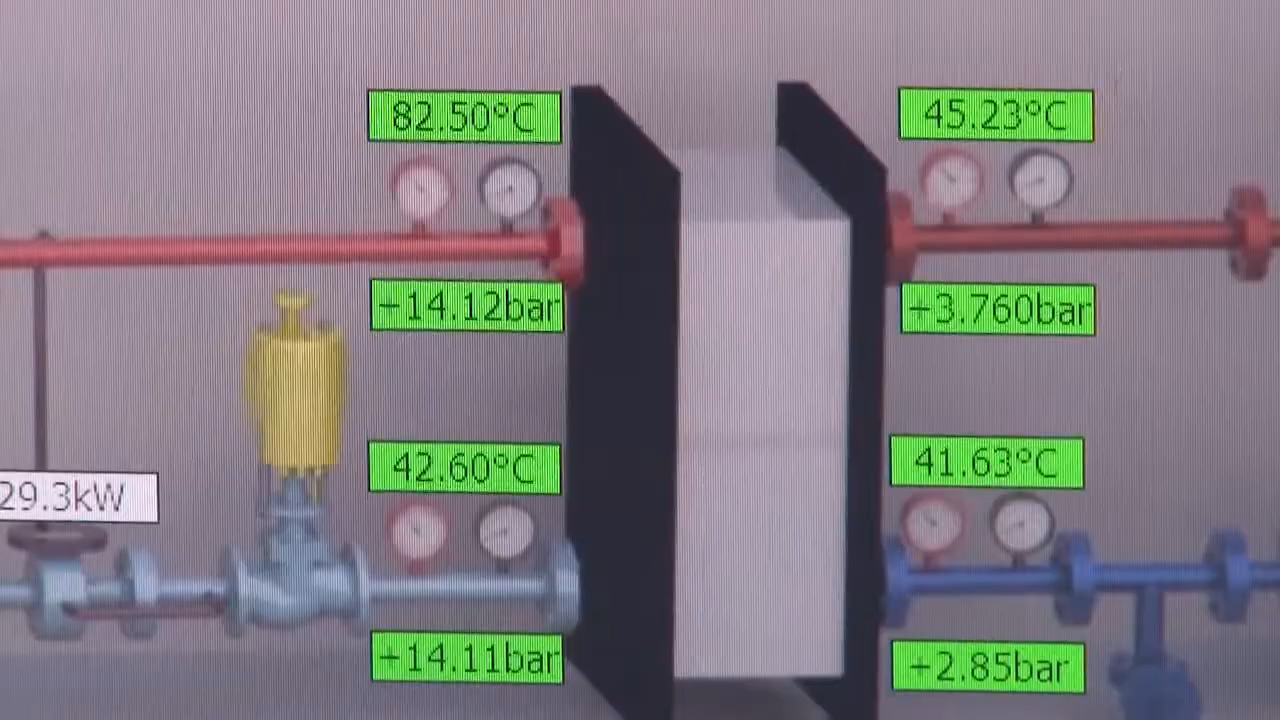 82.50°C
45.23°C
+14.12bar
+3.760bar
42.60°C
41.63°C
29.3kW
+14.11bar
+2.85bar